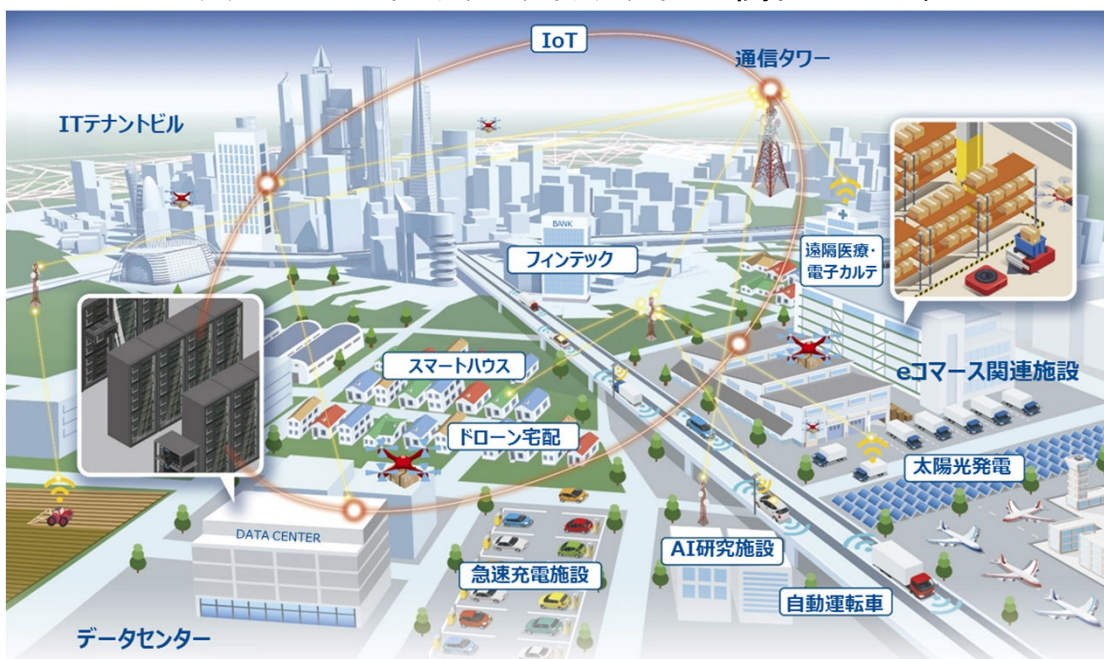 IoT
通信タワー
ITテナントビル
BANK
フィンテック
遠隔医療・
電子カルテ
スマートハウス
eコマース関連施設
ドローン宅配
太陽光発電
DATA CENTER
AI研究施設
急速充電施設
自動運転車
データセンター